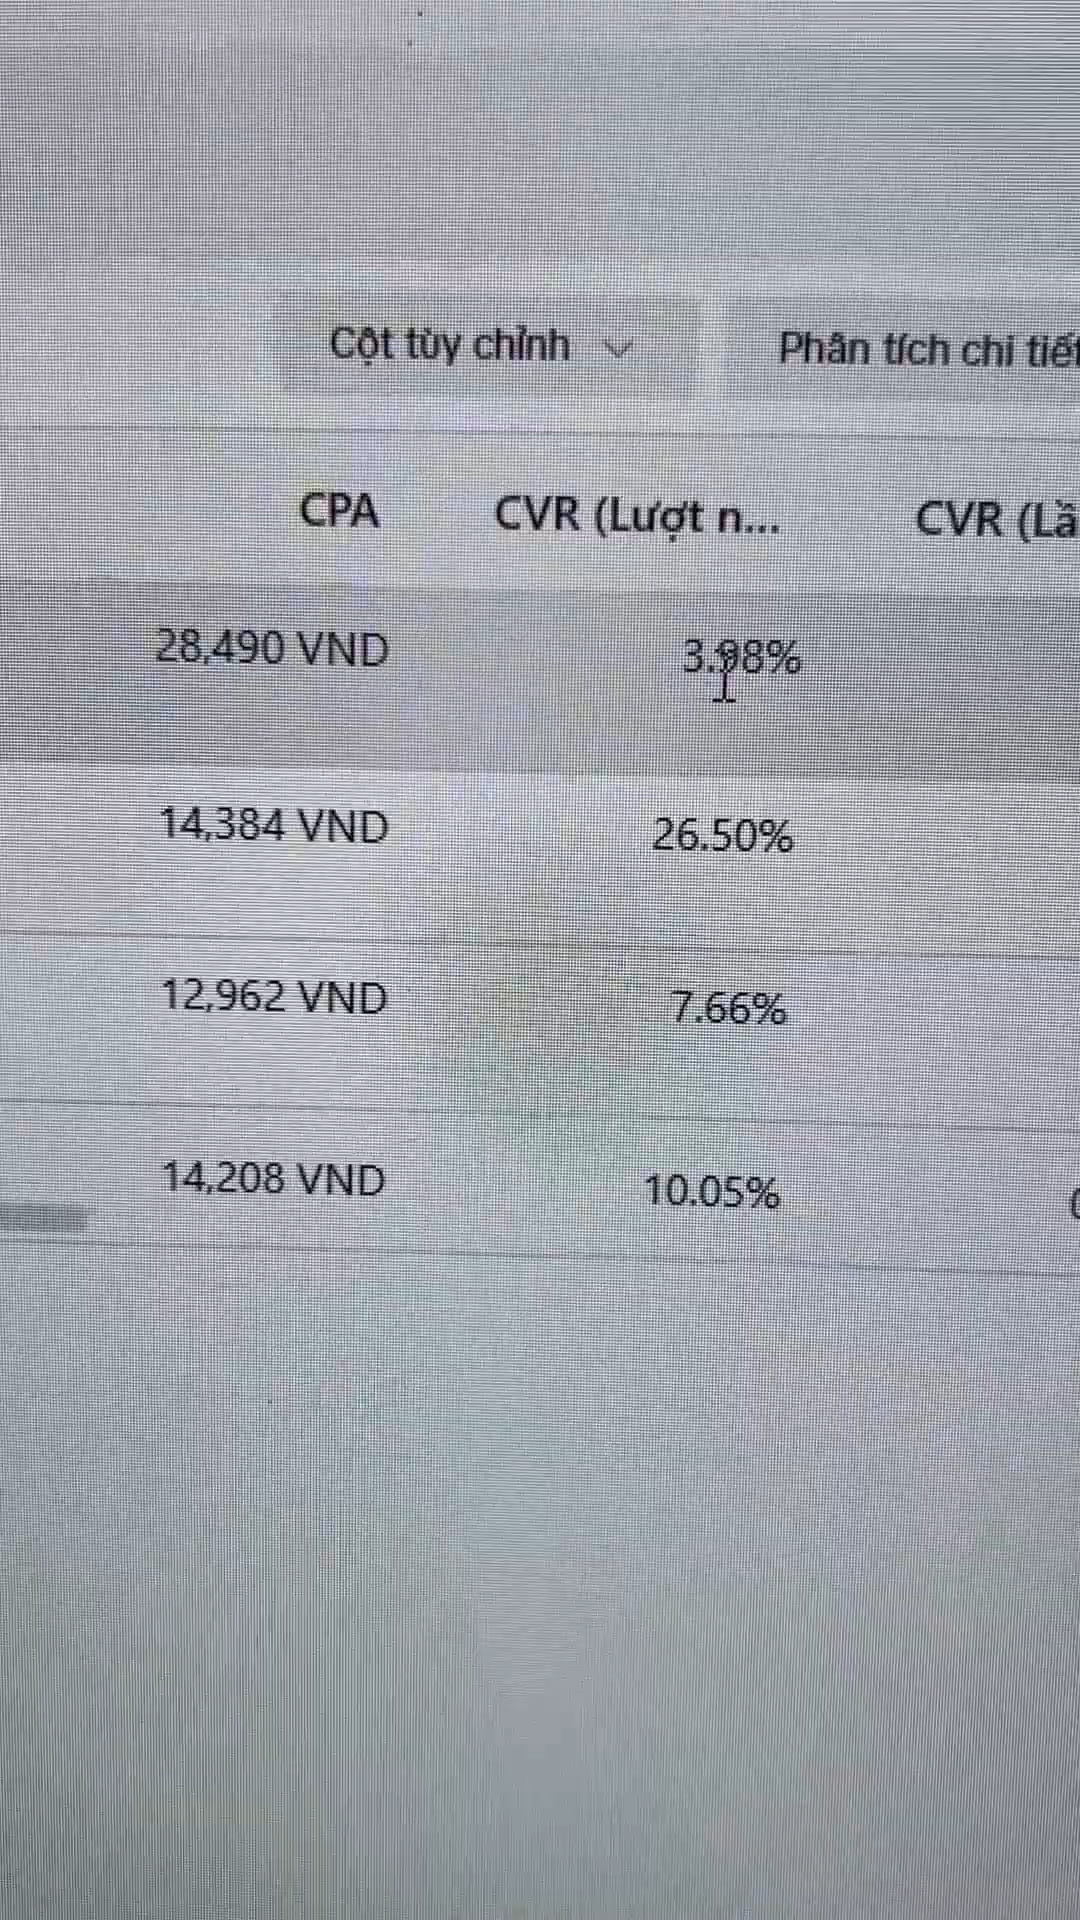 Cột tùy chỉnh Phân tích chi tiết
CPA CVR (Lượt n... CVR (Lầ
28,490 VND 3.98%
14,384 VND 26.50%
12,962 VND 7.66%
14,208 VND 10.05%